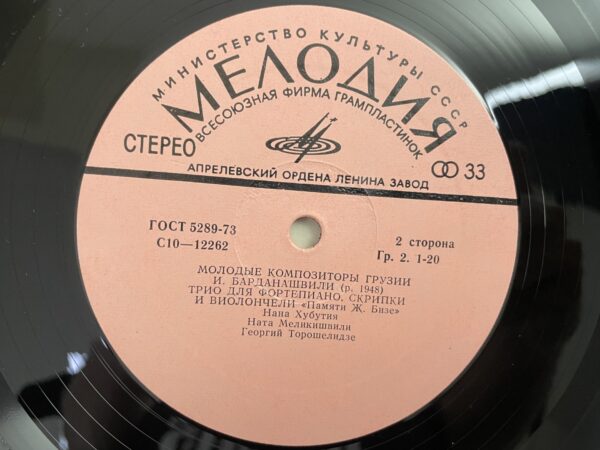 МИНИСТЕРСТВО КУЛЬТУРЫ СССР
МЕЛОДИЯ
ВСЕСОЮЗНАЯ ФИРМА ГРАМПЛАСТИНОК
СТЕРЕО
33
АПРЕЛЕВСКИЙ ОРДЕНА ЛЕНИНА ЗАВОД
ГОСТ 5289-73
С10—12262
2 сторона
Гр. 2. 1-20
МОЛОДЫЕ КОМПОЗИТОРЫ ГРУЗИИ
И. БАРДАНАШВИЛИ (р. 1948)
ТРИО ДЛЯ ФОРТЕПИАНО, СКРИПКИ
И ВИОЛОНЧЕЛИ «Памяти Ж. Бизе»
Нана Хубутия
Ната Меликишвили
Георгий Торошелидзе